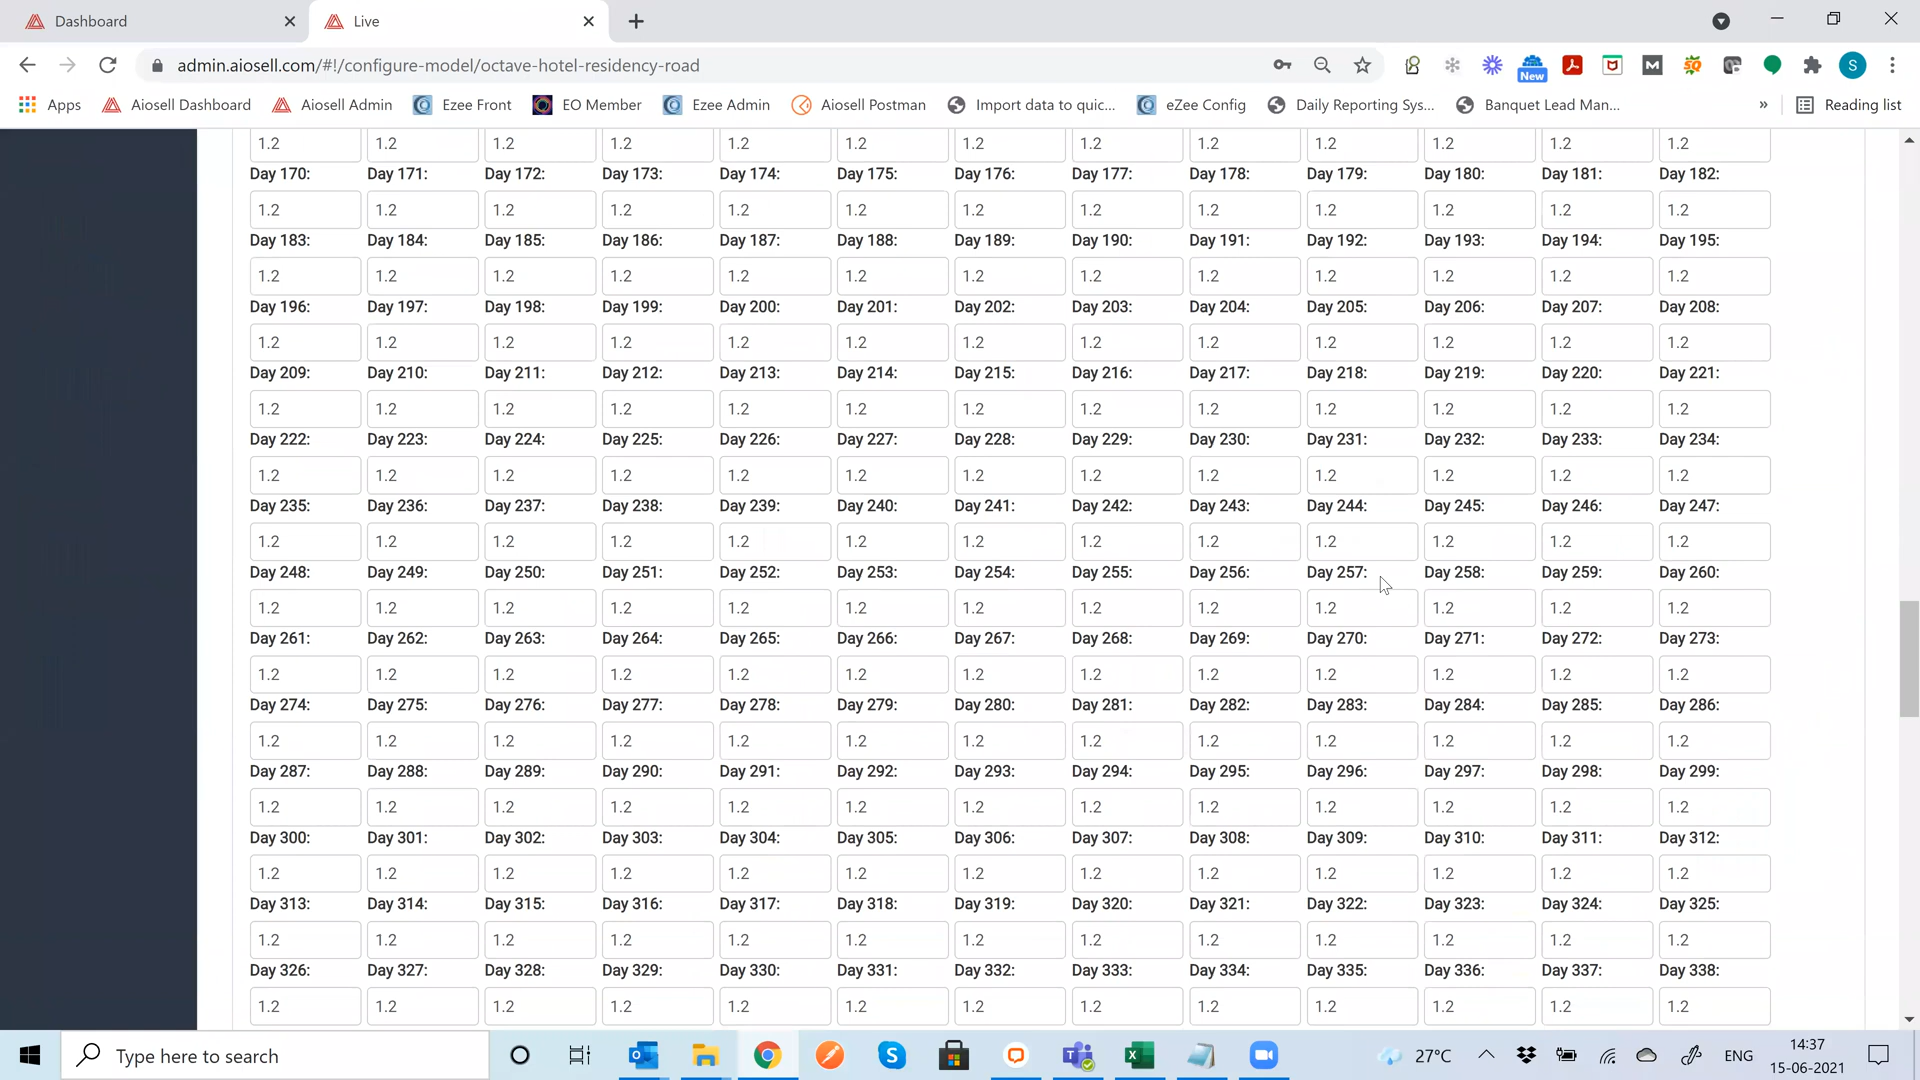 Dashboard
Live
admin.aiosell.com/#!/configure-model/octave-hotel-residency-road
New
S
Apps Aiosell Dashboard Aiosell Admin Ezee Front EO Member Ezee Admin Aiosell Postman Import data to quic... eZee Config Daily Reporting Sys... Banquet Lead Man... » Reading list
1.2 1.2 1.2 1.2 1.2 1.2 1.2 1.2 1.2 1.2 1.2 1.2 1.2
Day 170: Day 171: Day 172: Day 173: Day 174: Day 175: Day 176: Day 177: Day 178: Day 179: Day 180: Day 181: Day 182:
1.2 1.2 1.2 1.2 1.2 1.2 1.2 1.2 1.2 1.2 1.2 1.2 1.2
Day 183: Day 184: Day 185: Day 186: Day 187: Day 188: Day 189: Day 190: Day 191: Day 192: Day 193: Day 194: Day 195:
1.2 1.2 1.2 1.2 1.2 1.2 1.2 1.2 1.2 1.2 1.2 1.2 1.2
Day 196: Day 197: Day 198: Day 199: Day 200: Day 201: Day 202: Day 203: Day 204: Day 205: Day 206: Day 207: Day 208:
1.2 1.2 1.2 1.2 1.2 1.2 1.2 1.2 1.2 1.2 1.2 1.2 1.2
Day 209: Day 210: Day 211: Day 212: Day 213: Day 214: Day 215: Day 216: Day 217: Day 218: Day 219: Day 220: Day 221:
1.2 1.2 1.2 1.2 1.2 1.2 1.2 1.2 1.2 1.2 1.2 1.2 1.2
Day 222: Day 223: Day 224: Day 225: Day 226: Day 227: Day 228: Day 229: Day 230: Day 231: Day 232: Day 233: Day 234:
1.2 1.2 1.2 1.2 1.2 1.2 1.2 1.2 1.2 1.2 1.2 1.2 1.2
Day 235: Day 236: Day 237: Day 238: Day 239: Day 240: Day 241: Day 242: Day 243: Day 244: Day 245: Day 246: Day 247:
1.2 1.2 1.2 1.2 1.2 1.2 1.2 1.2 1.2 1.2 1.2 1.2 1.2
Day 248: Day 249: Day 250: Day 251: Day 252: Day 253: Day 254: Day 255: Day 256: Day 257: Day 258: Day 259: Day 260:
1.2 1.2 1.2 1.2 1.2 1.2 1.2 1.2 1.2 1.2 1.2 1.2 1.2
Day 261: Day 262: Day 263: Day 264: Day 265: Day 266: Day 267: Day 268: Day 269: Day 270: Day 271: Day 272: Day 273:
1.2 1.2 1.2 1.2 1.2 1.2 1.2 1.2 1.2 1.2 1.2 1.2 1.2
Day 274: Day 275: Day 276: Day 277: Day 278: Day 279: Day 280: Day 281: Day 282: Day 283: Day 284: Day 285: Day 286:
1.2 1.2 1.2 1.2 1.2 1.2 1.2 1.2 1.2 1.2 1.2 1.2 1.2
Day 287: Day 288: Day 289: Day 290: Day 291: Day 292: Day 293: Day 294: Day 295: Day 296: Day 297: Day 298: Day 299:
1.2 1.2 1.2 1.2 1.2 1.2 1.2 1.2 1.2 1.2 1.2 1.2 1.2
Day 300: Day 301: Day 302: Day 303: Day 304: Day 305: Day 306: Day 307: Day 308: Day 309: Day 310: Day 311: Day 312:
1.2 1.2 1.2 1.2 1.2 1.2 1.2 1.2 1.2 1.2 1.2 1.2 1.2
Day 313: Day 314: Day 315: Day 316: Day 317: Day 318: Day 319: Day 320: Day 321: Day 322: Day 323: Day 324: Day 325:
1.2 1.2 1.2 1.2 1.2 1.2 1.2 1.2 1.2 1.2 1.2 1.2 1.2
Day 326: Day 327: Day 328: Day 329: Day 330: Day 331: Day 332: Day 333: Day 334: Day 335: Day 336: Day 337: Day 338:
1.2 1.2 1.2 1.2 1.2 1.2 1.2 1.2 1.2 1.2 1.2 1.2 1.2
Type here to search
27°C
ENG
14:37
15-06-2021